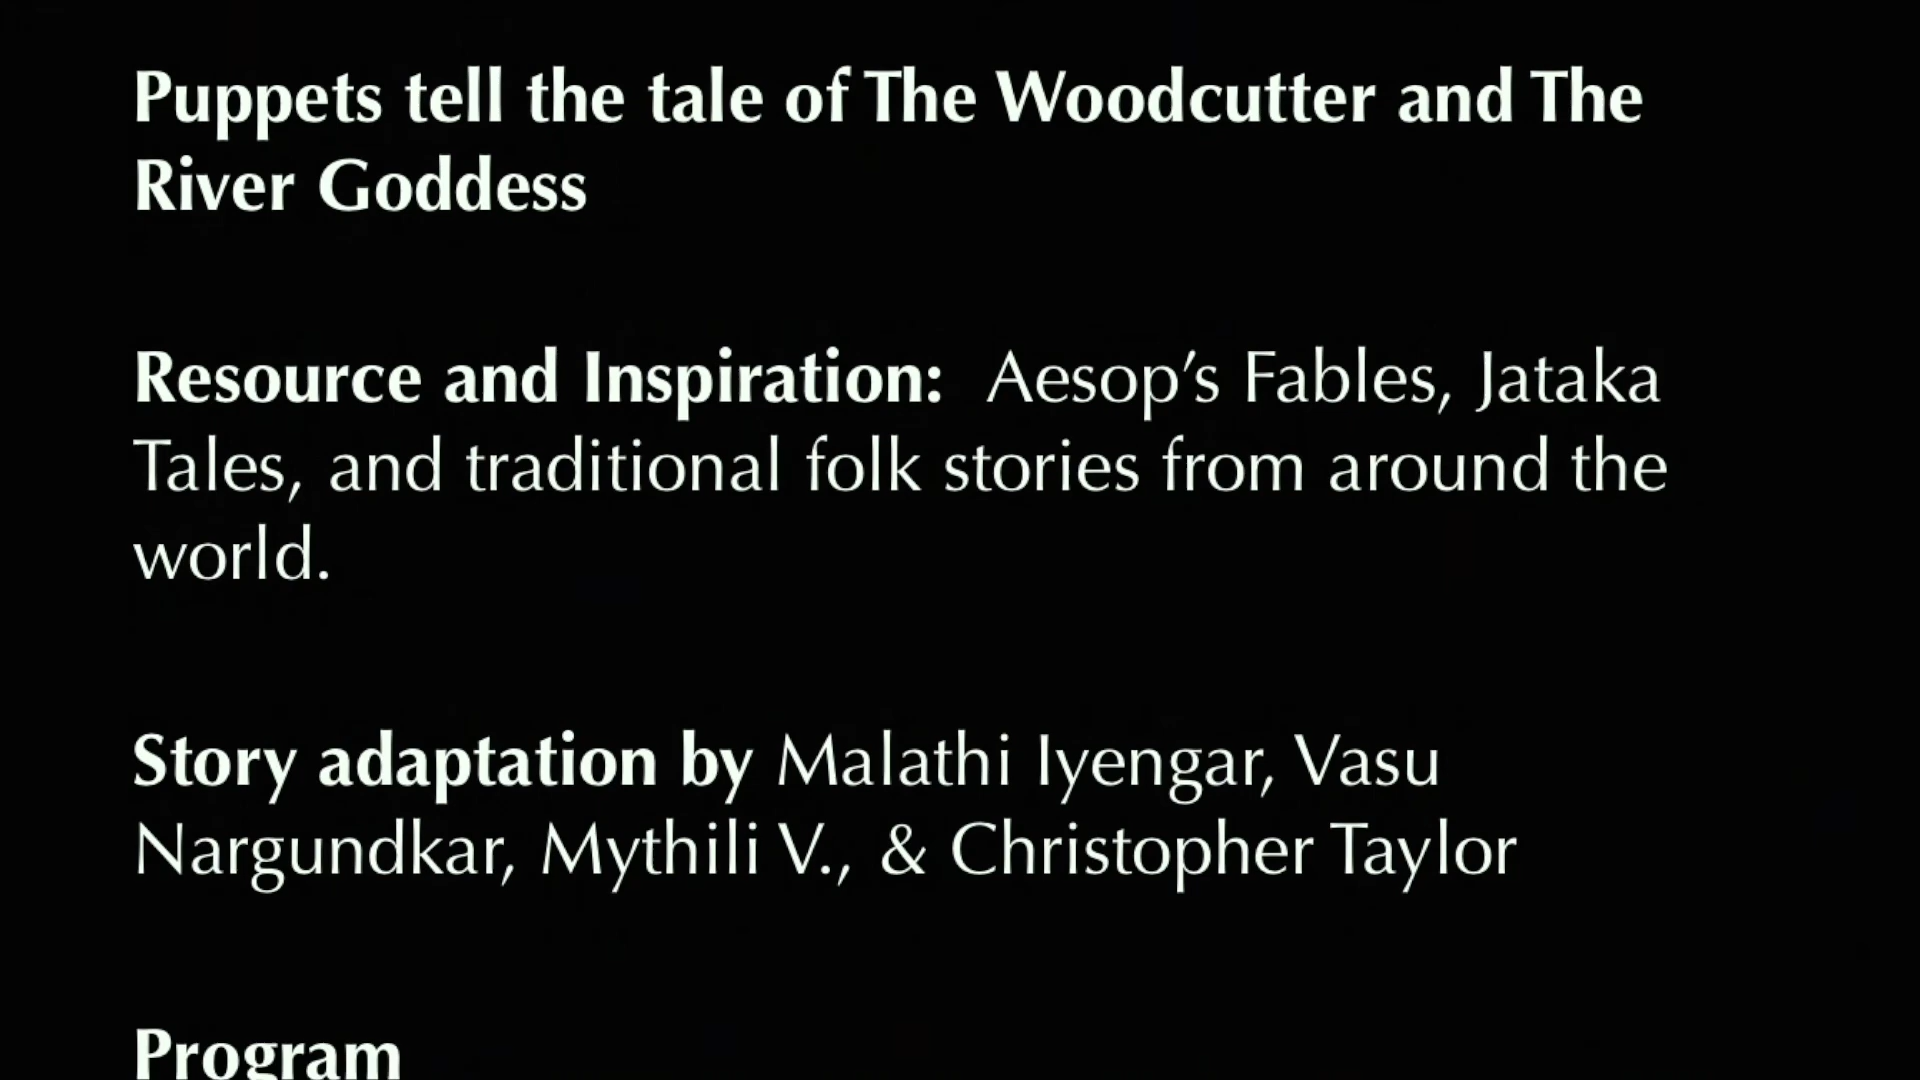 Puppets tell the tale of The Woodcutter and The
River Goddess
Resource and Inspiration: Aesop’s Fables, Jataka
Tales, and traditional folk stories from around the
world.
Story adaptation by Malathi Iyengar, Vasu
Nargundkar, Mythili V., & Christopher Taylor
Program